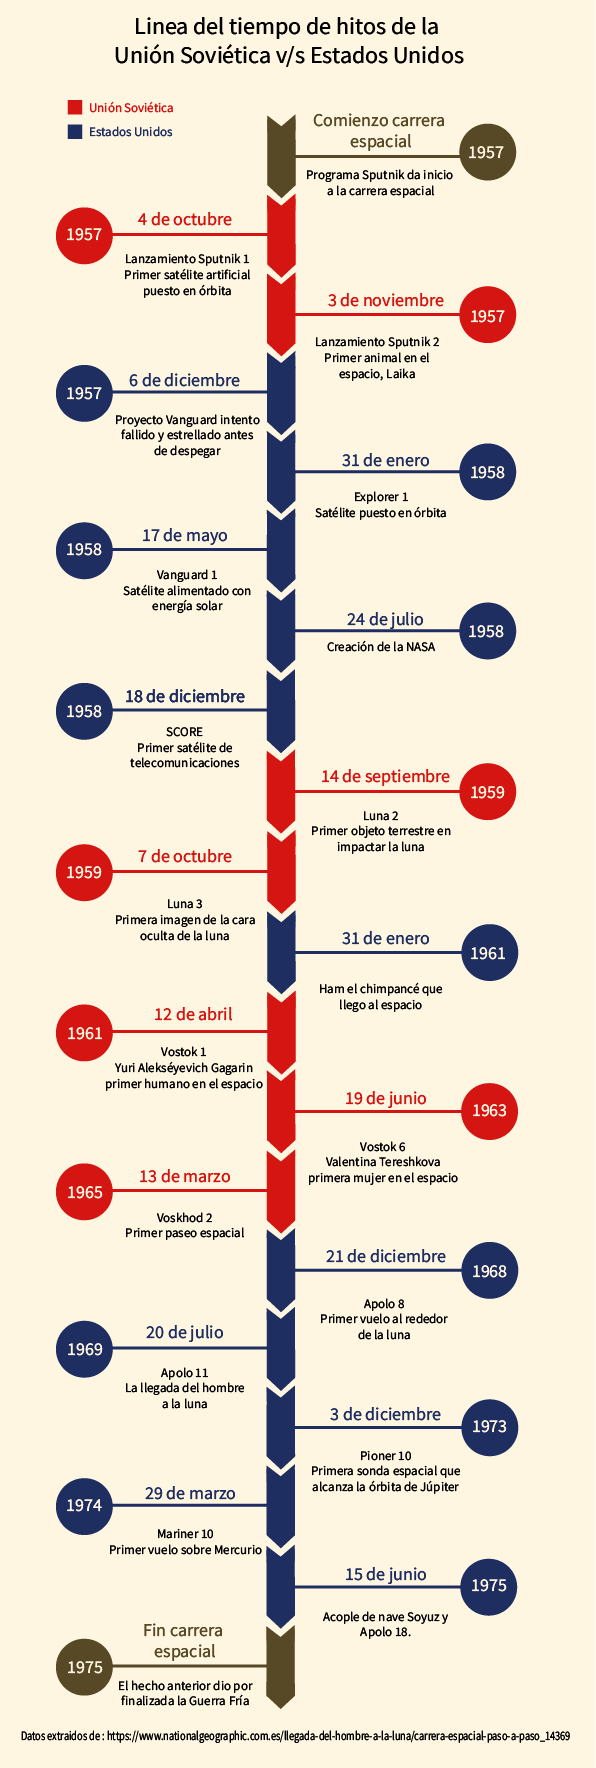 Linea del tiempo de hitos de la
Unión Soviética v/s Estados Unidos
Unión Soviética
Estados Unidos
Comienzo carrera
espacial
1957
Programa Sputnik da inicio
a la carrera espacial
4 de octubre
1957
Lanzamiento Sputnik 1
Primer satélite artificial
puesto en órbita
3 de noviembre
1957
Lanzamiento Sputnik 2
Primer animal en el
espacio, Laika
6 de diciembre
1957
Proyecto Vanguard intento
fallido y estrellado antes
de despegar
31 de enero
1958
Explorer 1
Satélite puesto en órbita
17 de mayo
1958
Vanguard 1
Satélite alimentado con
energía solar
24 de julio
1958
Creación de la NASA
18 de diciembre
1958
SCORE
Primer satélite de
telecomunicaciones
14 de septiembre
1959
Luna 2
Primer objeto terrestre en
impactar la luna
7 de octubre
1959
Luna 3
Primera imagen de la cara
oculta de la luna
31 de enero
1961
Ham el chimpancé que
llego al espacio
12 de abril
1961
Vostok 1
Yuri Alekséyevich Gagarin
primer humano en el espacio
19 de junio
1963
Vostok 6
Valentina Tereshkova
primera mujer en el espacio
13 de marzo
1965
Voskhod 2
Primer paseo espacial
21 de diciembre
1968
Apolo 8
Primer vuelo al rededor
de la luna
20 de julio
1969
Apolo 11
La llegada del hombre
a la luna
3 de diciembre
1973
Pioner 10
Primera sonda espacial que
alcanza la órbita de Júpiter
29 de marzo
1974
Mariner 10
Primer vuelo sobre Mercurio
15 de junio
1975
Acople de nave Soyuz y
Apolo 18.
Fin carrera
espacial
1975
El hecho anterior dio por
finalizada la Guerra Fría
Datos extraidos de : https://www.nationalgeographic.com.es/llegada-del-hombre-a-la-luna/carrera-espacial-paso-a-paso_14369